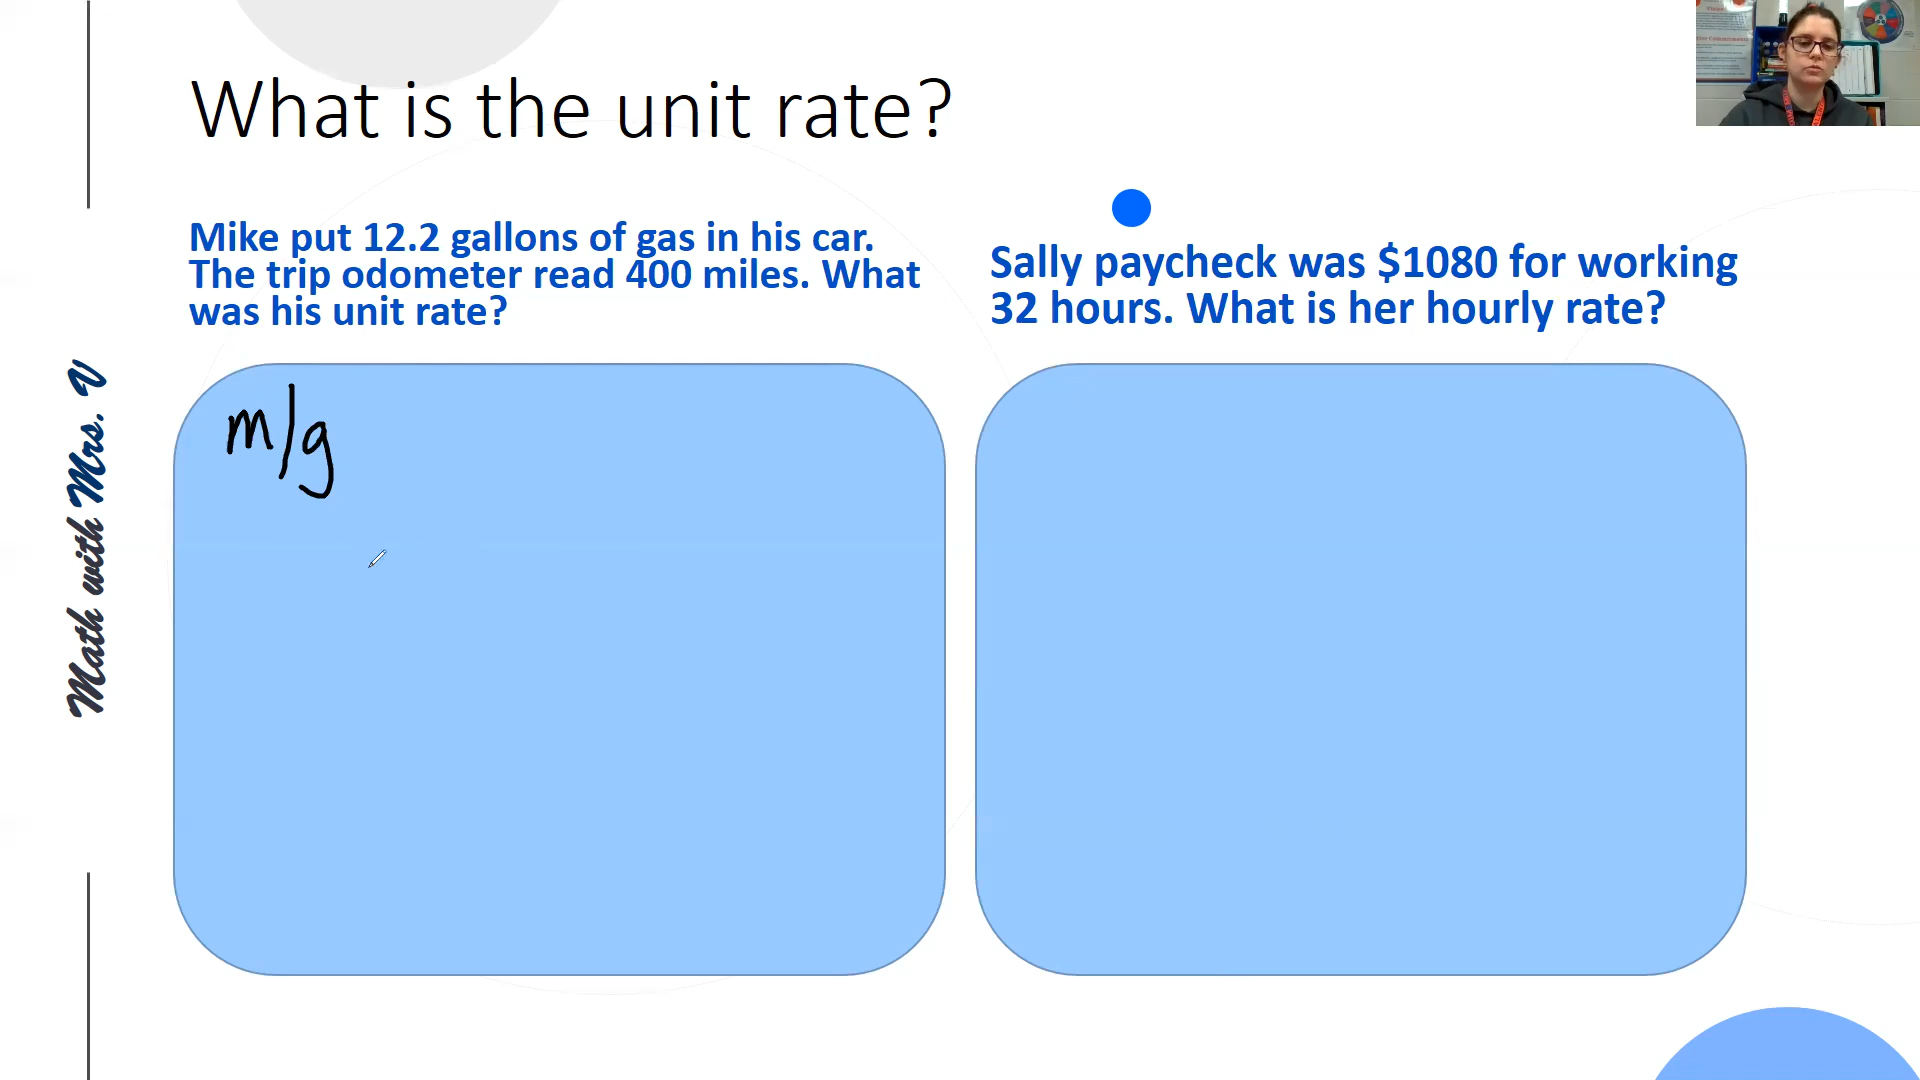 What is the unit rate?
Mike put 12.2 gallons of gas in his car.
The trip odometer read 400 miles. What
was his unit rate?
Sally paycheck was $1080 for working
32 hours. What is her hourly rate?
m/g
Math with Mrs. V